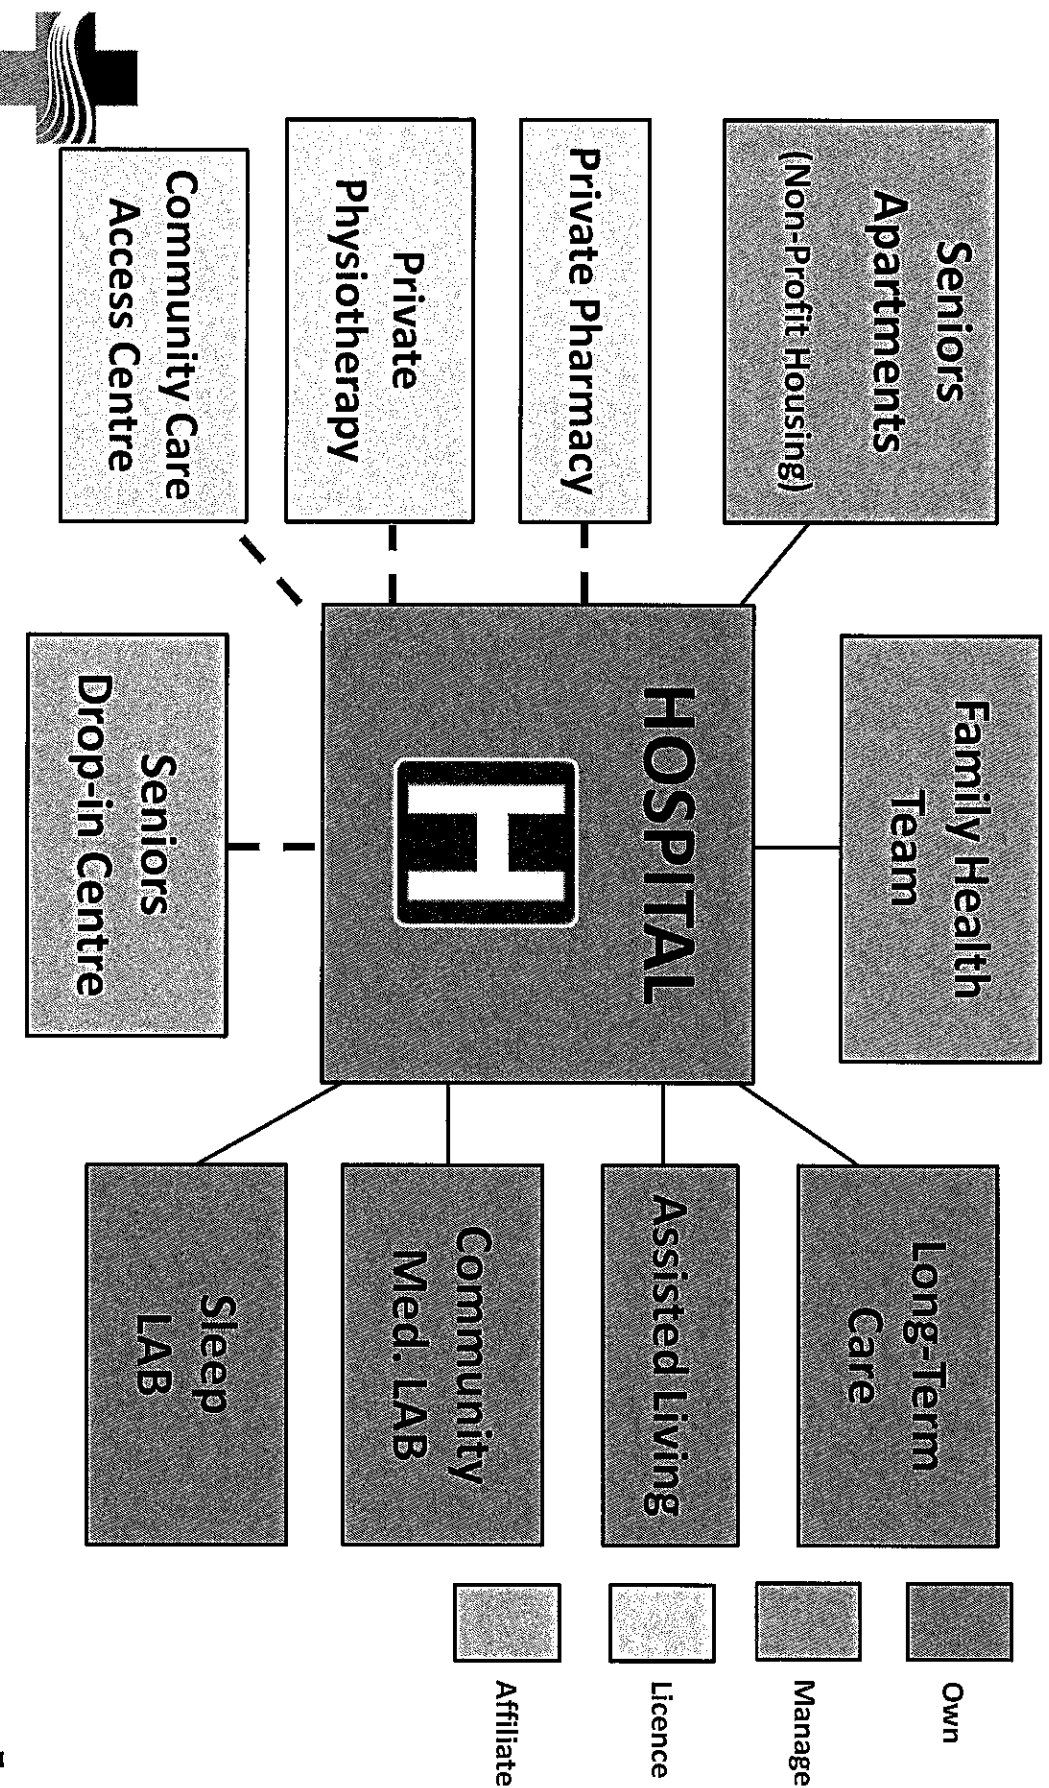 Seniors
Apartments
(Non-Profit Housing)
Private Pharmacy
Private
Physiotherapy
Community Care
Access Centre
Family Health
Team
HOSPITAL
H
Seniors
Drop-in Centre
Long-Term
Care
Assisted Living
Community
Med. LAB
Sleep
LAB
Own
Manage
Licence
Affiliate